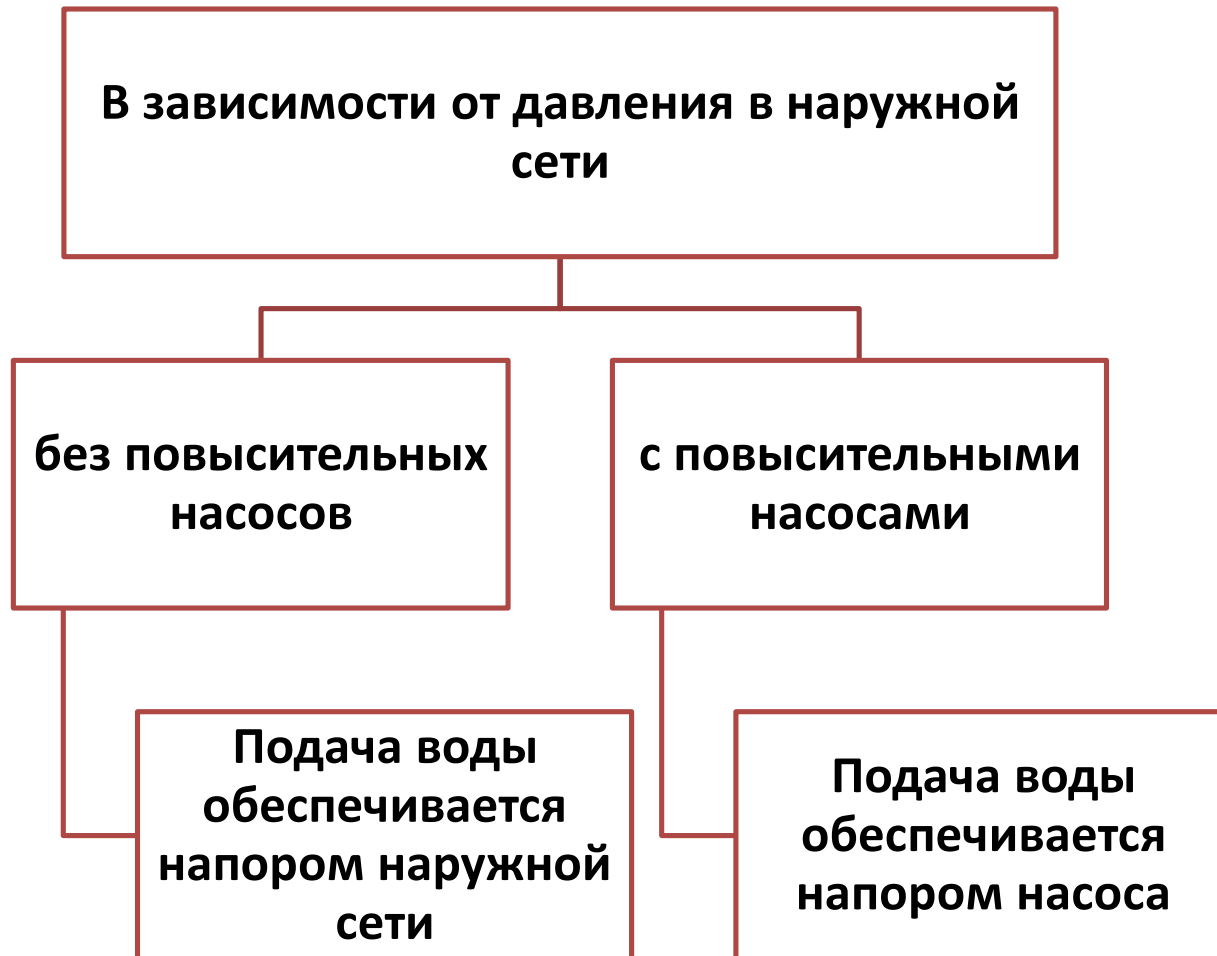 В зависимости от давления в наружной
сети
без повысительных
насосов
с повысительными
насосами
Подача воды
обеспечивается
напором наружной
сети
Подача воды
обеспечивается
напором насоса